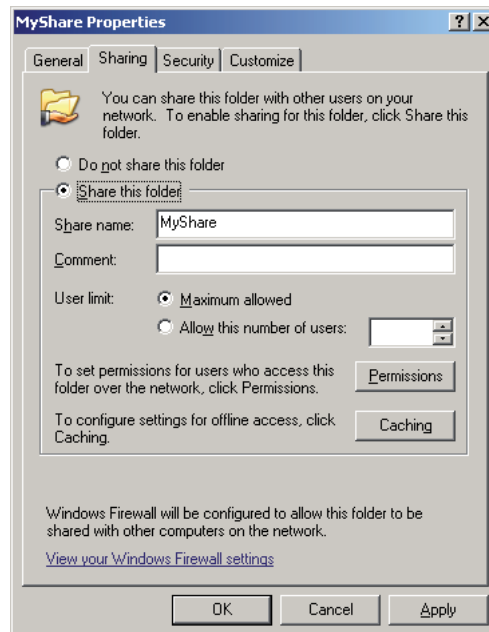 MyShare Properties
General Sharing Security Customize
You can share this folder with other users on your
network. To enable sharing for this folder, click Share this
folder.
Do not share this folder
Share this folder
Share name: MyShare
Comment:
User limit: Maximum allowed
Allow this number of users:
To set permissions for users who access this
folder over the network, click Permissions.
Permissions
To configure settings for offline access, click
Caching.
Caching
Windows Firewall will be configured to allow this folder to be
shared with other computers on the network.
View your Windows Firewall settings
OK Cancel Apply